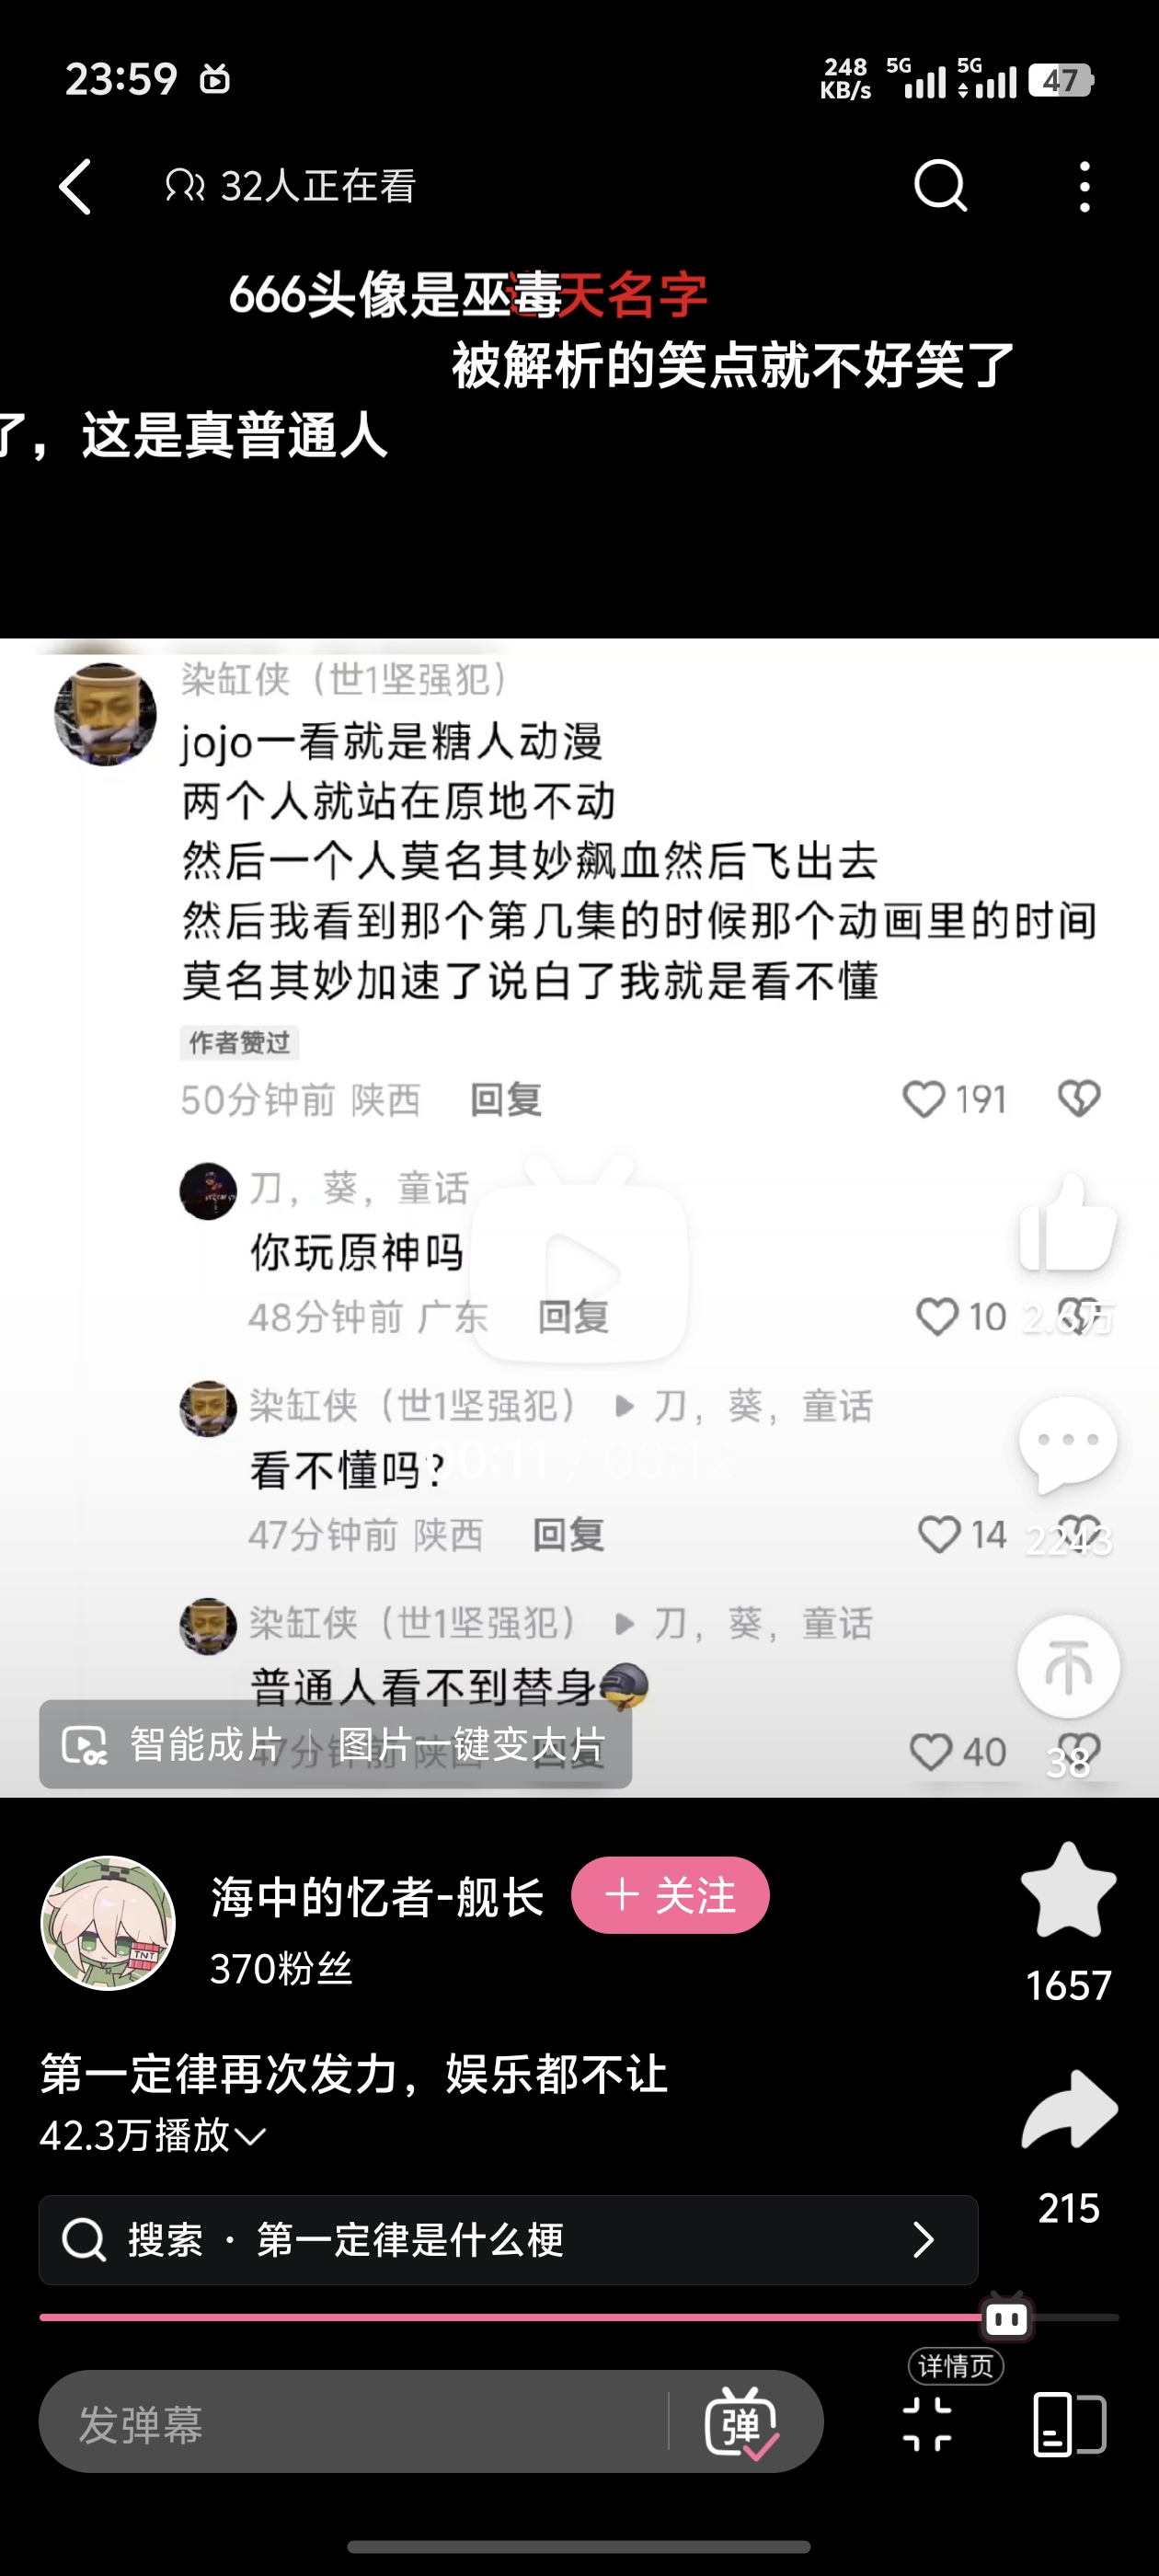 23:59
248
KB/s
5G
5G
47
32人正在看
666头像是巫毒
天名字
被解析的笑点就不好笑了
了，这是真普通人
染缸侠（世1坚强犯）
jojo一看就是糖人动漫
两个人就站在原地不动
然后一个人莫名其妙飙血然后飞出去
然后我看到那个第几集的时候那个动画里的时间
莫名其妙加速了说白了我就是看不懂
作者赞过
50分钟前 陕西 回复 191
刀，葵，童话
你玩原神吗
48分钟前 广东 回复 10
2.6万
染缸侠（世1坚强犯） 刀，葵，童话
看不懂吗？
00:11 / 00:12
47分钟前 陕西 回复 14
2243
染缸侠（世1坚强犯） 刀，葵，童话
普通人看不到替身
47分钟前 陕西 回复 40
智能成片 | 图片一键变大片
38
TNT
海中的忆者-舰长
+ 关注
370粉丝
1657
第一定律再次发力，娱乐都不让
42.3万播放
215
搜索 · 第一定律是什么梗
详情页
发弹幕
弹